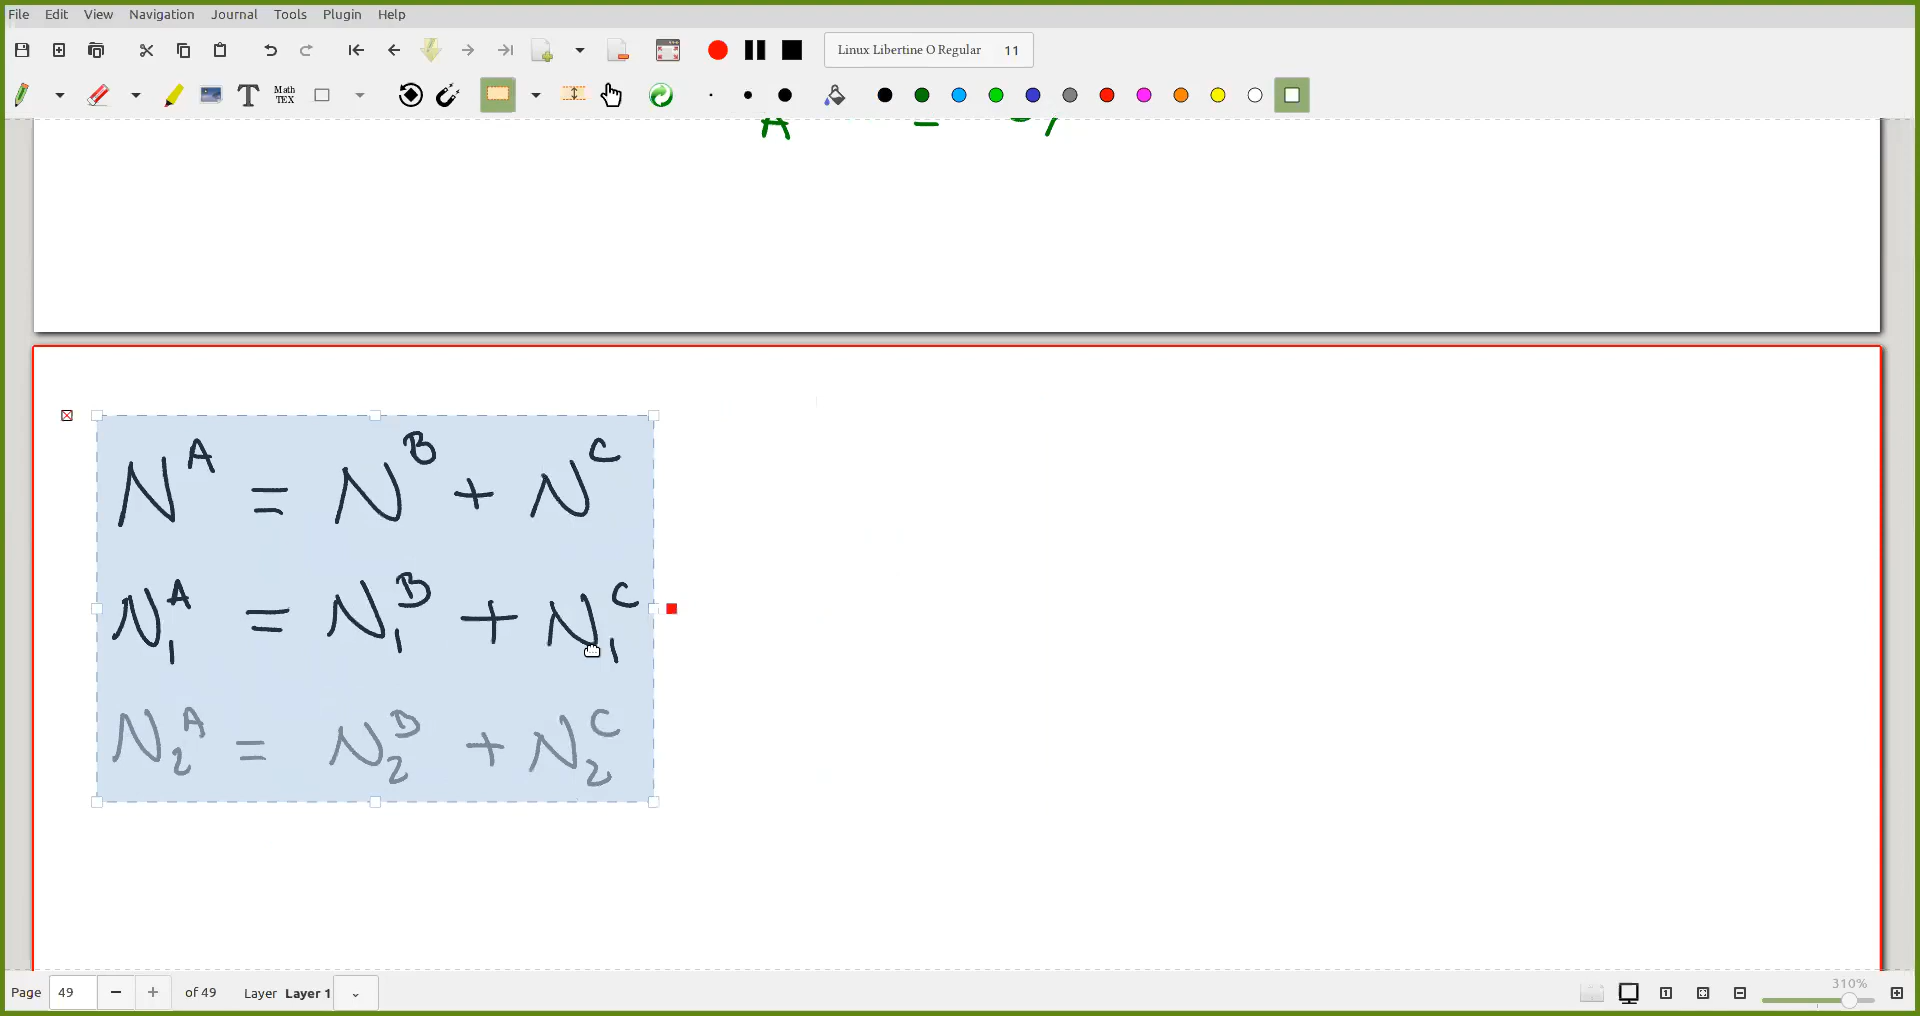 File Edit View Navigation Journal Tools Plugin Help
Linux Libertine O Regular 11
T Math TEX
N^A = N^B + N^C
N_1^A = N_1^B + N_1^C
N_2^A = N_2^B + N_2^C
Page 49 − + of 49 Layer Layer 1 310%